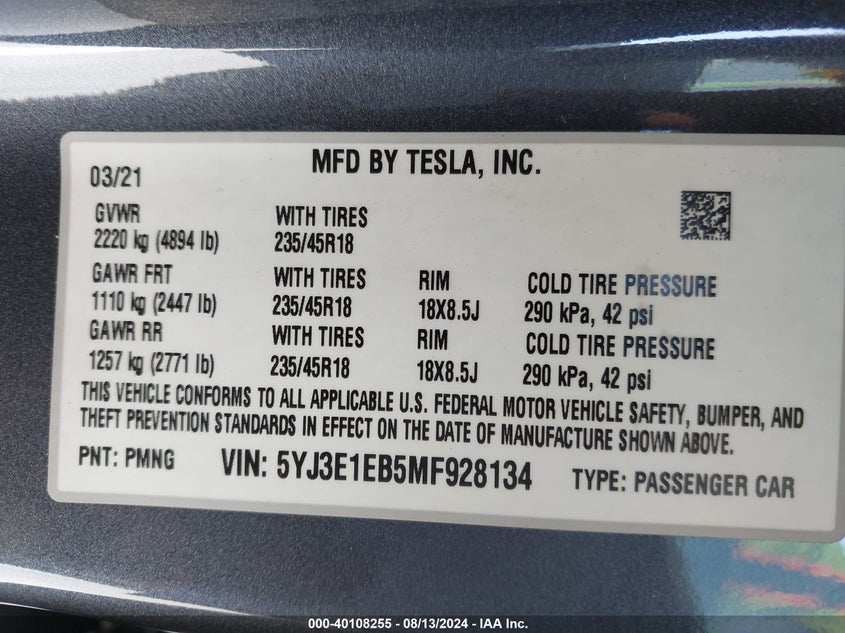 MFD BY TESLA, INC.
03/21
GVWR WITH TIRES
2220 kg (4894 lb) 235/45R18
GAWR FRT WITH TIRES RIM COLD TIRE PRESSURE
1110 kg (2447 lb) 235/45R18 18X8.5J 290 kPa, 42 psi
GAWR RR WITH TIRES RIM COLD TIRE PRESSURE
1257 kg (2771 lb) 235/45R18 18X8.5J 290 kPa, 42 psi
THIS VEHICLE CONFORMS TO ALL APPLICABLE U.S. FEDERAL MOTOR VEHICLE SAFETY, BUMPER, AND
THEFT PREVENTION STANDARDS IN EFFECT ON THE DATE OF MANUFACTURE SHOWN ABOVE.
PNT: PMNG VIN: 5YJ3E1EB5MF928134 TYPE: PASSENGER CAR
000-40108255 - 08/13/2024 - IAA Inc.